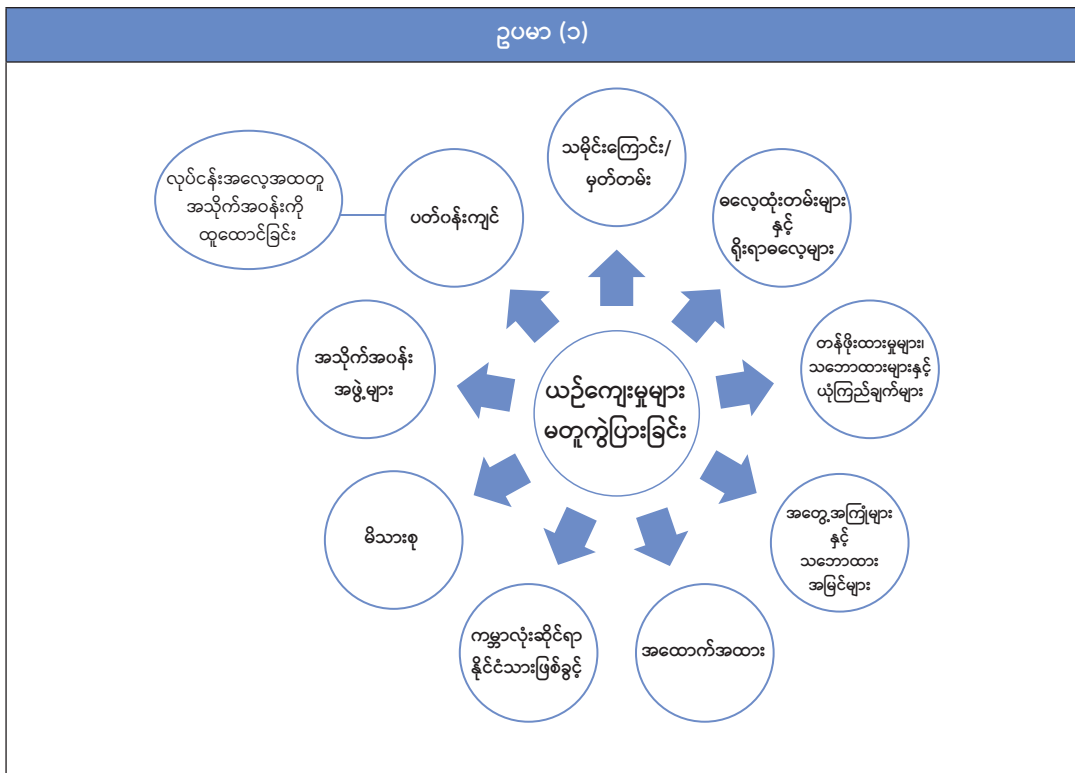 ဥပမာ (၁)
သမိုင်းကြောင်း/
မှတ်တမ်း
ဓလေ့ထုံးတမ်းများ
နှင့်
ရိုးရာဓလေ့များ
တန်ဖိုးထားမှုများ၊
သဘောထားများနှင့်
ယုံကြည်ချက်များ
အတွေ့အကြုံများ
နှင့်
သဘောထား
အမြင်များ
အထောက်အထား
ကမ္ဘာလုံးဆိုင်ရာ
နိုင်ငံသားဖြစ်ခွင့်
မိသားစု
အသိုက်အဝန်း
အဖွဲ့များ
ပတ်ဝန်းကျင်
လုပ်ငန်းအလေ့အထတူ
အသိုက်အဝန်းကို
ထူထောင်ခြင်း
ယဉ်ကျေးမှုများ
မတူကွဲပြားခြင်း